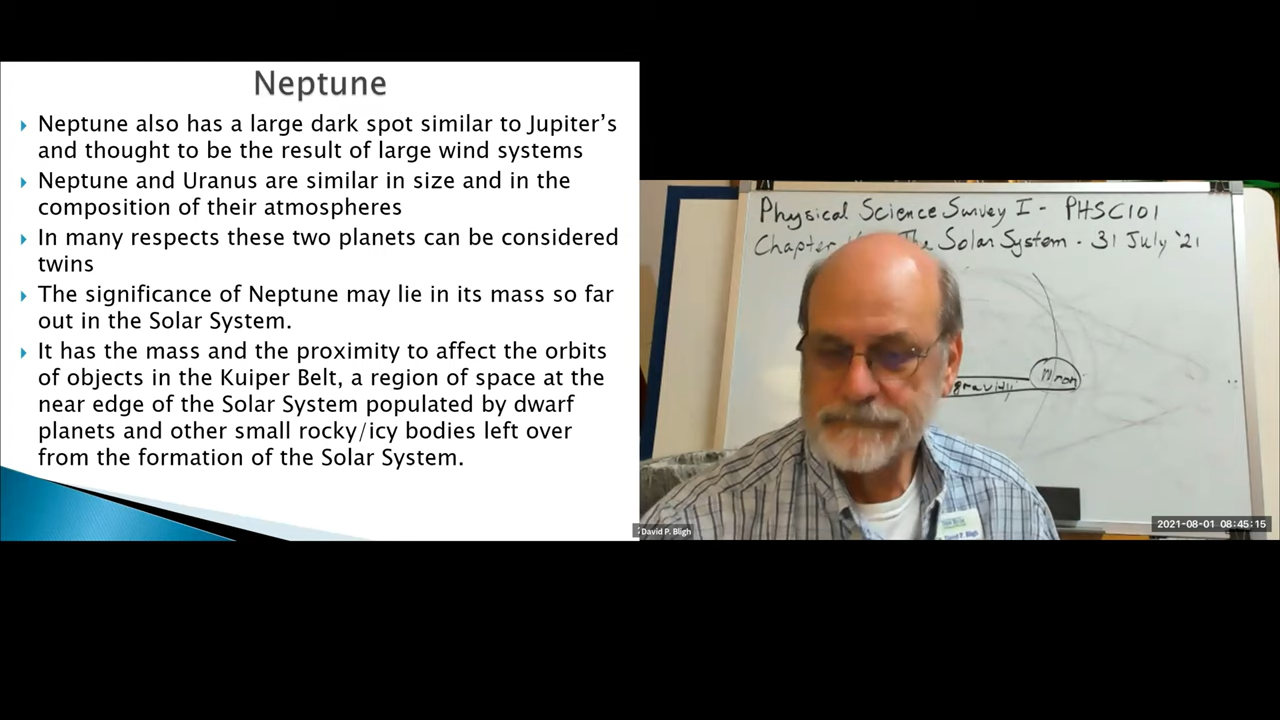 Neptune
Neptune also has a large dark spot similar to Jupiter’s
and thought to be the result of large wind systems
Neptune and Uranus are similar in size and in the
composition of their atmospheres
In many respects these two planets can be considered
twins
The significance of Neptune may lie in its mass so far
out in the Solar System.
It has the mass and the proximity to affect the orbits
of objects in the Kuiper Belt, a region of space at the
near edge of the Solar System populated by dwarf
planets and other small rocky/icy bodies left over
from the formation of the Solar System.
Physical Science Survey I - PHSC101
Chapter The Solar System - 31 July '21
gravity
David P. Bligh
David P. Bligh
2021-08-01 08:45:15